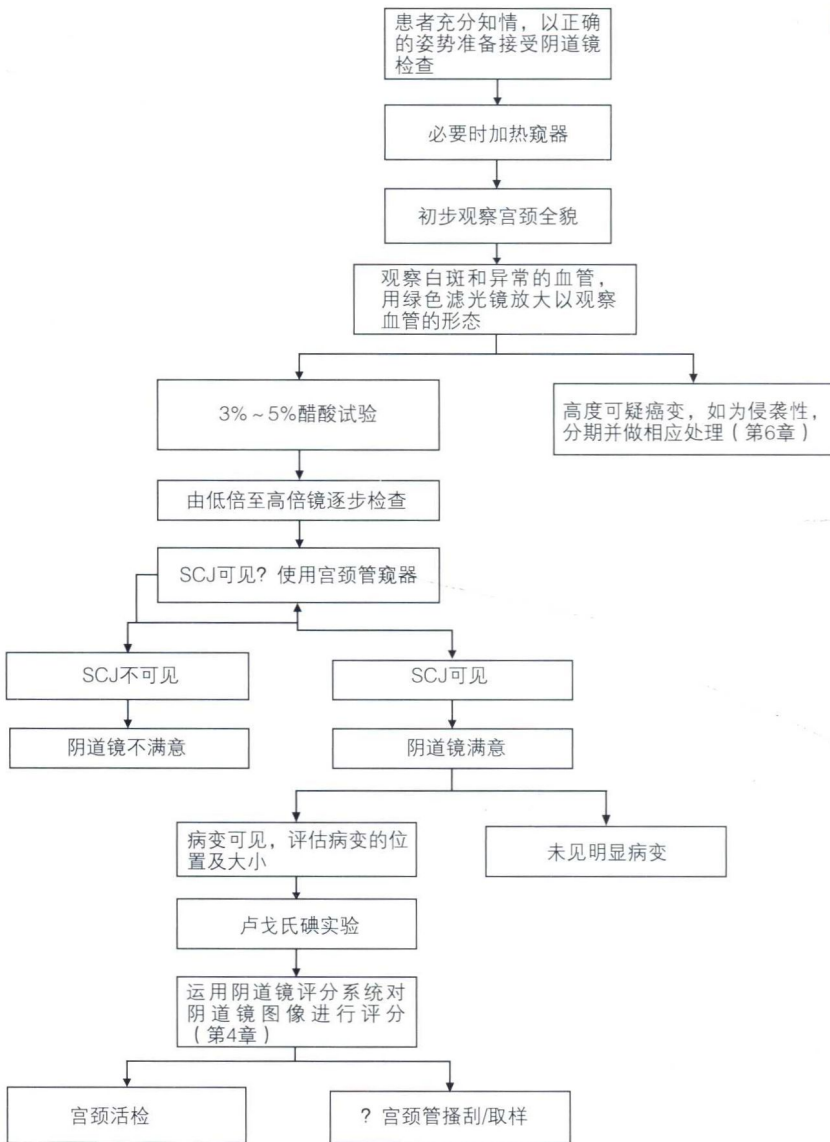 患者充分知情，以正确
的姿势准备接受阴道镜
检查
必要时加热窥器
初步观察宫颈全貌
观察白斑和异常的血管，
用绿色滤光镜放大以观察
血管的形态
3%～5%醋酸试验
高度可疑癌变，如为侵袭性，
分期并做相应处理（第6章）
由低倍至高倍镜逐步检查
SCJ可见？使用宫颈管窥器
SCJ不可见
SCJ可见
阴道镜不满意
阴道镜满意
病变可见，评估病变的位
置及大小
未见明显病变
卢戈氏碘实验
运用阴道镜评分系统对
阴道镜图像进行评分
（第4章）
宫颈活检
？宫颈管搔刮/取样